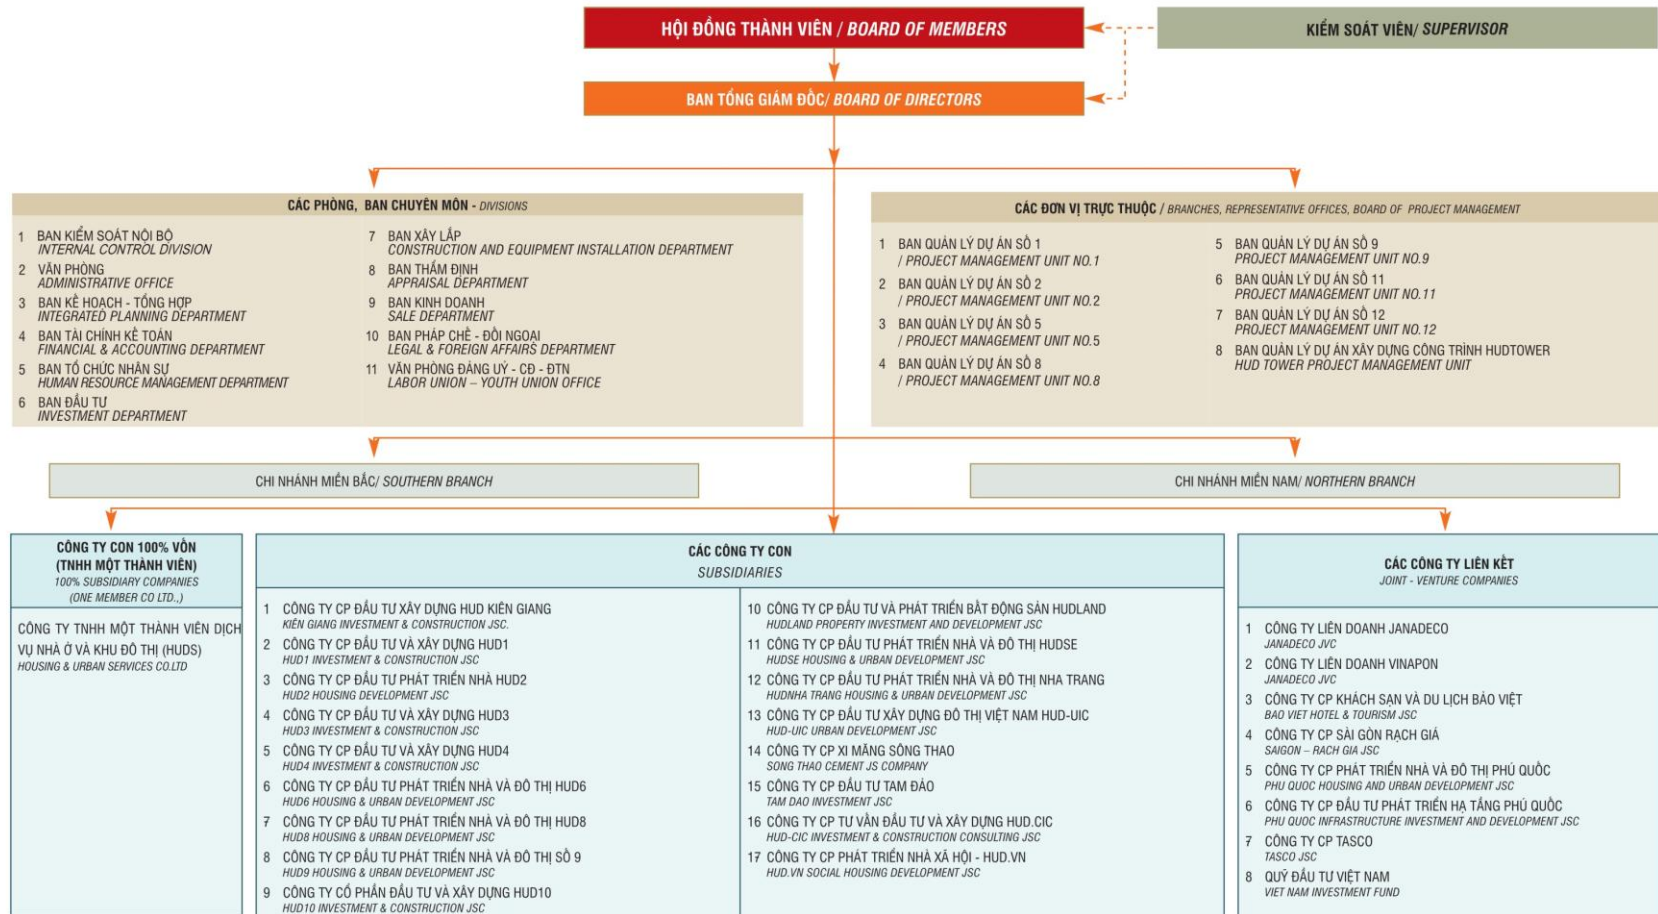 HỘI ĐỒNG THÀNH VIÊN / BOARD OF MEMBERS
KIỂM SOÁT VIÊN/ SUPERVISOR
BAN TỔNG GIÁM ĐỐC/ BOARD OF DIRECTORS
CÁC PHÒNG, BAN CHUYÊN MÔN - DIVISIONS
1 BAN KIỂM SOÁT NỘI BỘ
INTERNAL CONTROL DIVISION
2 VĂN PHÒNG
ADMINISTRATIVE OFFICE
3 BAN KẾ HOẠCH - TỔNG HỢP
INTEGRATED PLANNING DEPARTMENT
4 BAN TÀI CHÍNH KẾ TOÁN
FINANCIAL & ACCOUNTING DEPARTMENT
5 BAN TỔ CHỨC NHÂN SỰ
HUMAN RESOURCE MANAGEMENT DEPARTMENT
6 BAN ĐẦU TƯ
INVESTMENT DEPARTMENT
7 BAN XÂY LẮP
CONSTRUCTION AND EQUIPMENT INSTALLATION DEPARTMENT
8 BAN THẨM ĐỊNH
APPRAISAL DEPARTMENT
9 BAN KINH DOANH
SALE DEPARTMENT
10 BAN PHÁP CHẾ - ĐỐI NGOẠI
LEGAL & FOREIGN AFFAIRS DEPARTMENT
11 VĂN PHÒNG ĐẢNG UỶ - CĐ - ĐTN
LABOR UNION – YOUTH UNION OFFICE
CÁC ĐƠN VỊ TRỰC THUỘC / BRANCHES, REPRESENTATIVE OFFICES, BOARD OF PROJECT MANAGEMENT
1 BAN QUẢN LÝ DỰ ÁN SỐ 1
/ PROJECT MANAGEMENT UNIT NO.1
2 BAN QUẢN LÝ DỰ ÁN SỐ 2
/ PROJECT MANAGEMENT UNIT NO.2
3 BAN QUẢN LÝ DỰ ÁN SỐ 5
/ PROJECT MANAGEMENT UNIT NO.5
4 BAN QUẢN LÝ DỰ ÁN SỐ 8
/ PROJECT MANAGEMENT UNIT NO.8
5 BAN QUẢN LÝ DỰ ÁN SỐ 9
PROJECT MANAGEMENT UNIT NO.9
6 BAN QUẢN LÝ DỰ ÁN SỐ 11
PROJECT MANAGEMENT UNIT NO.11
7 BAN QUẢN LÝ DỰ ÁN SỐ 12
PROJECT MANAGEMENT UNIT NO.12
8 BAN QUẢN LÝ DỰ ÁN XÂY DỰNG CÔNG TRÌNH HUDTOWER
HUD TOWER PROJECT MANAGEMENT UNIT
CHI NHÁNH MIỀN BẮC/ SOUTHERN BRANCH
CHI NHÁNH MIỀN NAM/ NORTHERN BRANCH
CÔNG TY CON 100% VỐN
(TNHH MỘT THÀNH VIÊN)
100% SUBSIDIARY COMPANIES
(ONE MEMBER CO LTD.,)
CÔNG TY TNHH MỘT THÀNH VIÊN DỊCH
VỤ NHÀ Ở VÀ KHU ĐÔ THỊ (HUDS)
HOUSING & URBAN SERVICES CO.LTD
CÁC CÔNG TY CON
SUBSIDIARIES
1 CÔNG TY CP ĐẦU TƯ XÂY DỰNG HUD KIÊN GIANG
KIÊN GIANG INVESTMENT & CONSTRUCTION JSC.
2 CÔNG TY CP ĐẦU TƯ VÀ XÂY DỰNG HUD1
HUD1 INVESTMENT & CONSTRUCTION JSC
3 CÔNG TY CP ĐẦU TƯ PHÁT TRIỂN NHÀ HUD2
HUD2 HOUSING DEVELOPMENT JSC
4 CÔNG TY CP ĐẦU TƯ VÀ XÂY DỰNG HUD3
HUD3 INVESTMENT & CONSTRUCTION JSC
5 CÔNG TY CP ĐẦU TƯ VÀ XÂY DỰNG HUD4
HUD4 INVESTMENT & CONSTRUCTION JSC
6 CÔNG TY CP ĐẦU TƯ PHÁT TRIỂN NHÀ VÀ ĐÔ THỊ HUD6
HUD6 HOUSING & URBAN DEVELOPMENT JSC
7 CÔNG TY CP ĐẦU TƯ PHÁT TRIỂN NHÀ VÀ ĐÔ THỊ HUD8
HUD8 HOUSING & URBAN DEVELOPMENT JSC
8 CÔNG TY CP ĐẦU TƯ PHÁT TRIỂN NHÀ VÀ ĐÔ THỊ SỐ 9
HUD9 HOUSING & URBAN DEVELOPMENT JSC
9 CÔNG TY CỔ PHẦN ĐẦU TƯ VÀ XÂY DỰNG HUD10
HUD10 INVESTMENT & CONSTRUCTION JSC
10 CÔNG TY CP ĐẦU TƯ VÀ PHÁT TRIỂN BẤT ĐỘNG SẢN HUDLAND
HUDLAND PROPERTY INVESTMENT AND DEVELOPMENT JSC
11 CÔNG TY CP ĐẦU TƯ PHÁT TRIỂN NHÀ VÀ ĐÔ THỊ HUDSE
HUDSE HOUSING & URBAN DEVELOPMENT JSC
12 CÔNG TY CP ĐẦU TƯ PHÁT TRIỂN NHÀ VÀ ĐÔ THỊ NHA TRANG
HUDNHA TRANG HOUSING & URBAN DEVELOPMENT JSC
13 CÔNG TY CP ĐẦU TƯ XÂY DỰNG ĐÔ THỊ VIỆT NAM HUD-UIC
HUD-UIC URBAN DEVELOPMENT JSC
14 CÔNG TY CP XI MĂNG SÔNG THAO
SONG THAO CEMENT JS COMPANY
15 CÔNG TY CP ĐẦU TƯ TAM ĐẢO
TAM DAO INVESTMENT JSC
16 CÔNG TY CP TƯ VẤN ĐẦU TƯ VÀ XÂY DỰNG HUD.CIC
HUD-CIC INVESTMENT & CONSTRUCTION CONSULTING JSC
17 CÔNG TY CP PHÁT TRIỂN NHÀ XÃ HỘI - HUD.VN
HUD.VN SOCIAL HOUSING DEVELOPMENT JSC
CÁC CÔNG TY LIÊN KẾT
JOINT - VENTURE COMPANIES
1 CÔNG TY LIÊN DOANH JANADECO
JANADECO JVC
2 CÔNG TY LIÊN DOANH VINAPON
JANADECO JVC
3 CÔNG TY CP KHÁCH SẠN VÀ DU LỊCH BẢO VIỆT
BAO VIET HOTEL & TOURISM JSC
4 CÔNG TY CP SÀI GÒN RẠCH GIÁ
SAIGON – RACH GIA JSC
5 CÔNG TY CP PHÁT TRIỂN NHÀ VÀ ĐÔ THỊ PHÚ QUỐC
PHU QUOC HOUSING AND URBAN DEVELOPMENT JSC
6 CÔNG TY CP ĐẦU TƯ PHÁT TRIỂN HẠ TẦNG PHÚ QUỐC
PHU QUOC INFRASTRUCTURE INVESTMENT AND DEVELOPMENT JSC
7 CÔNG TY CP TASCO
TASCO JSC
8 QUỸ ĐẦU TƯ VIỆT NAM
VIET NAM INVESTMENT FUND